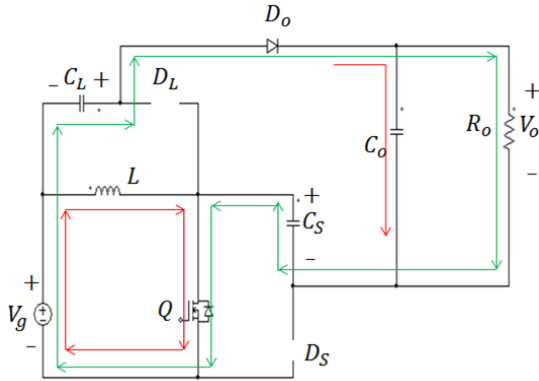 D_o
− C_L + D_L
+
C_o R_o V_o
−
L
+
C_S
−
+
Q
V_g
−
D_S